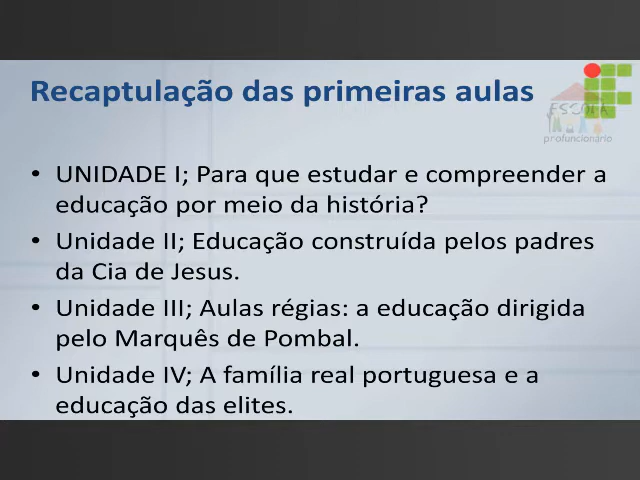 Recaptulação das primeiras aulas
ESCOLA
profuncionário
• UNIDADE I; Para que estudar e compreender a
educação por meio da história?
• Unidade II; Educação construída pelos padres
da Cia de Jesus.
• Unidade III; Aulas régias: a educação dirigida
pelo Marquês de Pombal.
• Unidade IV; A família real portuguesa e a
educação das elites.